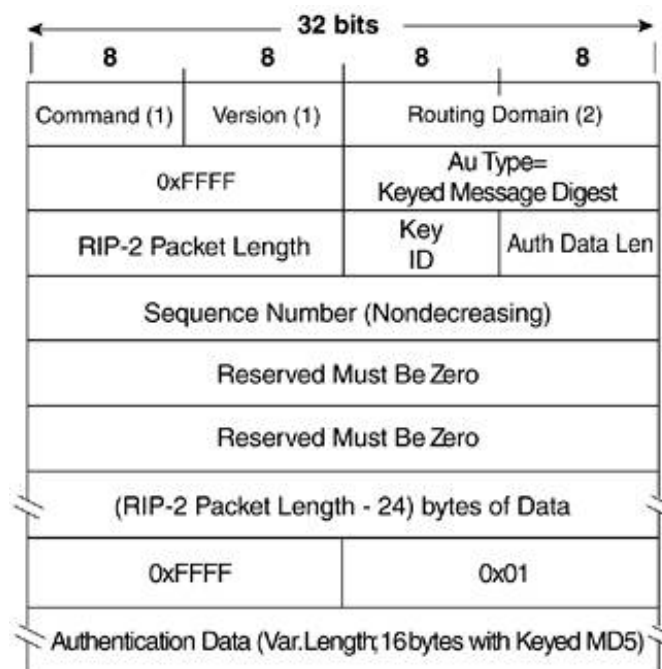 32 bits
8 8 8 8
Command (1) Version (1) Routing Domain (2)
0xFFFF Au Type=
Keyed Message Digest
RIP-2 Packet Length Key
ID Auth Data Len
Sequence Number (Nondecreasing)
Reserved Must Be Zero
Reserved Must Be Zero
(RIP-2 Packet Length - 24) bytes of Data
0xFFFF 0x01
Authentication Data (Var.Length;16bytes with Keyed MD5)